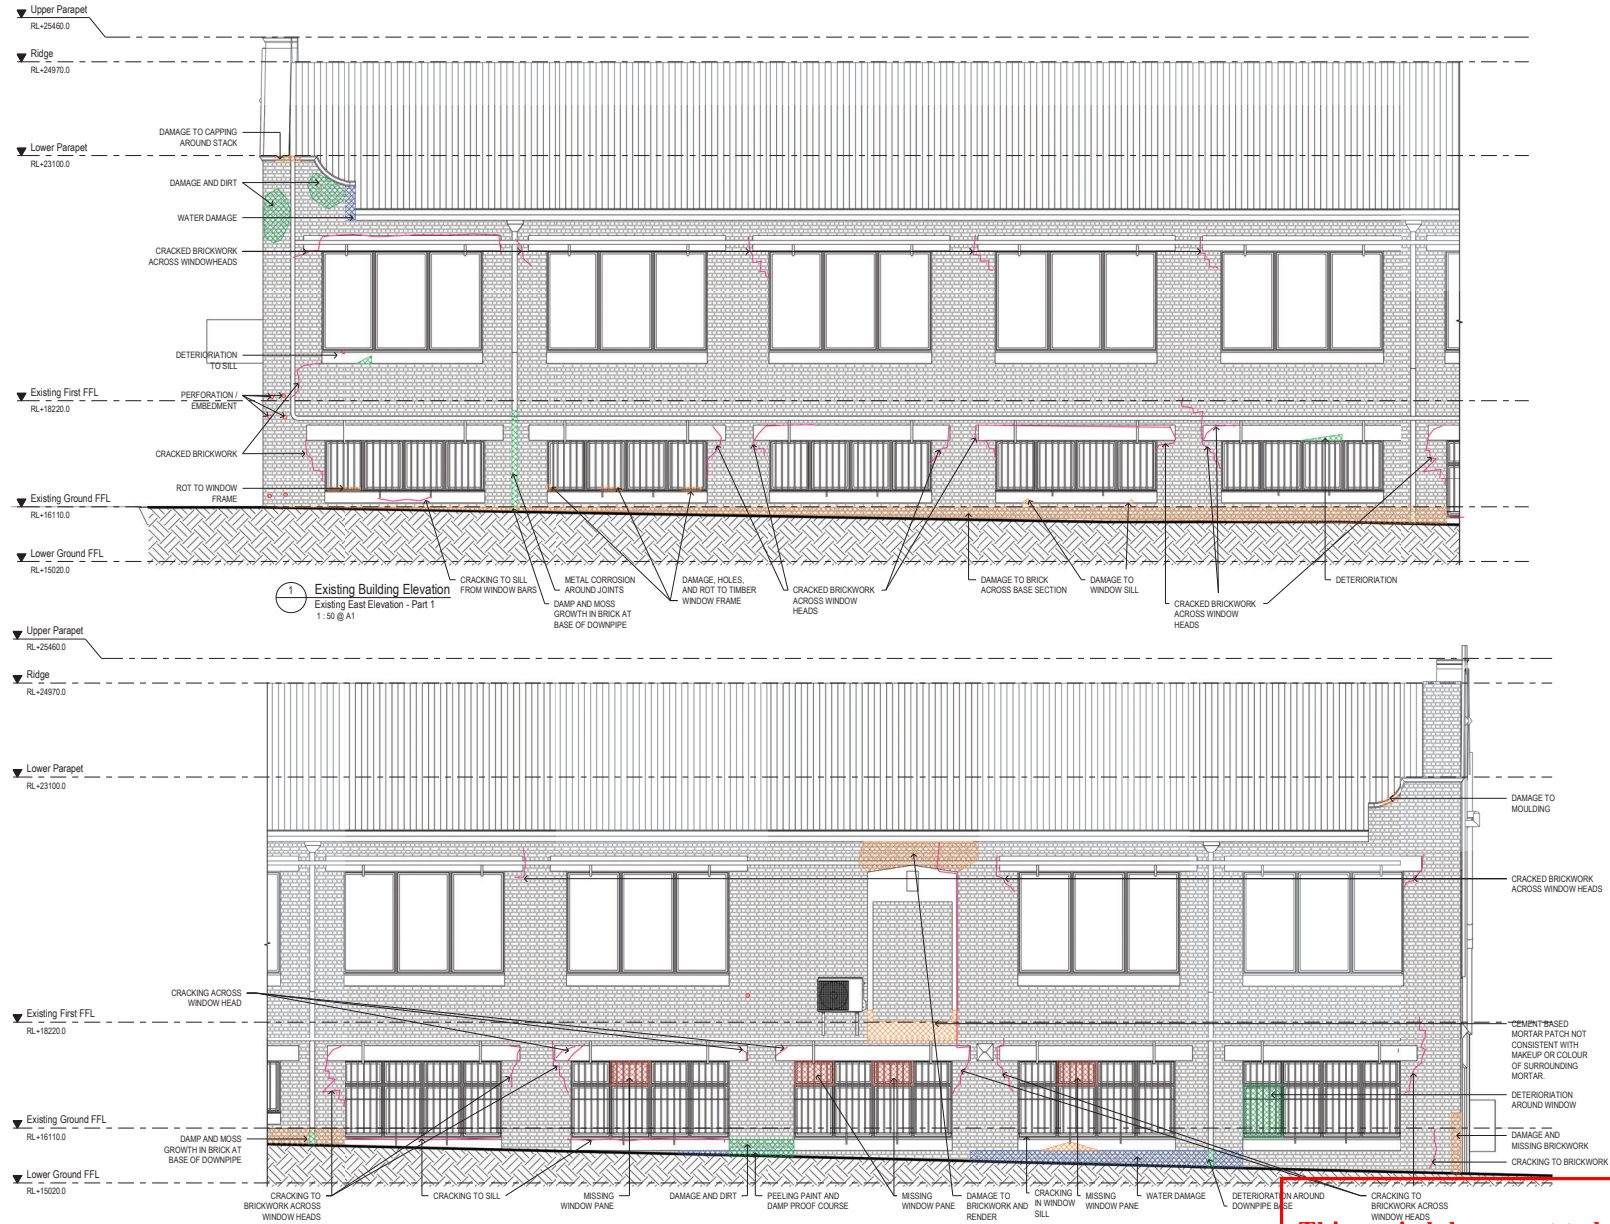 Upper Parapet
RL+25460.0
Ridge
RL+24970.0
Lower Parapet
RL+23100.0
Existing First FFL
RL+18220.0
Existing Ground FFL
RL+16110.0
Lower Ground FFL
RL+15020.0
DAMAGE TO CAPPING
AROUND STACK
DAMAGE AND DIRT
WATER DAMAGE
CRACKED BRICKWORK
ACROSS WINDOWHEADS
DETERIORIATION
TO SILL
PERFORATION /
EMBEDMENT
CRACKED BRICKWORK
ROT TO WINDOW
FRAME
1
Existing Building Elevation
Existing East Elevation - Part 1
1 : 50 @ A1
CRACKING TO SILL
FROM WINDOW BARS
METAL CORROSION
AROUND JOINTS
DAMP AND MOSS
GROWTH IN BRICK AT
BASE OF DOWNPIPE
DAMAGE, HOLES,
AND ROT TO TIMBER
WINDOW FRAME
CRACKED BRICKWORK
ACROSS WINDOW
HEADS
DAMAGE TO BRICK
ACROSS BASE SECTION
DAMAGE TO
WINDOW SILL
CRACKED BRICKWORK
ACROSS WINDOW
HEADS
DETERIORATION
Upper Parapet
RL+25460.0
Ridge
RL+24970.0
Lower Parapet
RL+23100.0
Existing First FFL
RL+18220.0
Existing Ground FFL
RL+16110.0
Lower Ground FFL
RL+15020.0
DAMAGE TO
MOULDING
CRACKED BRICKWORK
ACROSS WINDOW HEADS
CRACKING ACROSS
WINDOW HEAD
CEMENT BASED
MORTAR PATCH NOT
CONSISTENT WITH
MAKEUP OR COLOUR
OF SURROUNDING
MORTAR.
DETERIORATION
AROUND WINDOW
DAMAGE AND
MISSING BRICKWORK
CRACKING TO BRICKWORK
DAMP AND MOSS
GROWTH IN BRICK AT
BASE OF DOWNPIPE
CRACKING TO
BRICKWORK ACROSS
WINDOW HEADS
CRACKING TO SILL
MISSING
WINDOW PANE
DAMAGE AND DIRT
PEELING PAINT AND
DAMP PROOF COURSE
MISSING
WINDOW PANE
DAMAGE TO
BRICKWORK AND
RENDER
CRACKING
IN WINDOW
SILL
MISSING
WINDOW PANE
WATER DAMAGE
DETERIORATION AROUND
DOWNPIPE BASE
CRACKING TO
BRICKWORK ACROSS
WINDOW HEADS